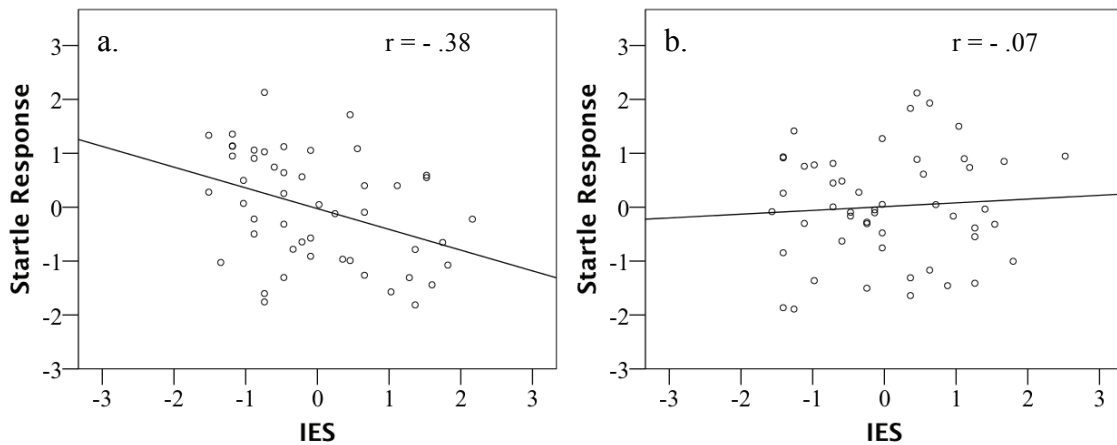 a.
r = - .38
3
2
1
0
-1
-2
-3
Startle Response
-3 -2 -1 0 1 2 3
IES
b.
r = - .07
3
2
1
0
-1
-2
-3
Startle Response
-3 -2 -1 0 1 2 3
IES